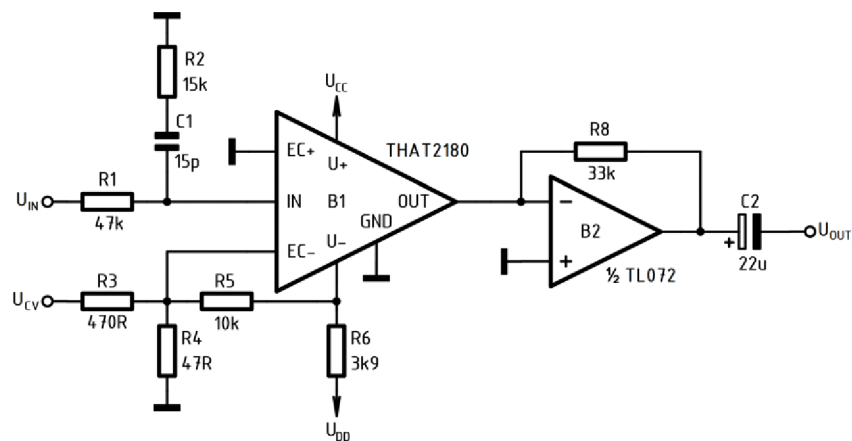 R2
15k
C1
15p
U_CC
THAT2180
EC+
U+
U_IN
R1
47k
IN
B1
OUT
GND
EC-
U-
U_CV
R3
470R
R5
10k
R4
47R
R6
3k9
U_DD
R8
33k
-
B2
+
½ TL072
C2
+
22u
U_OUT